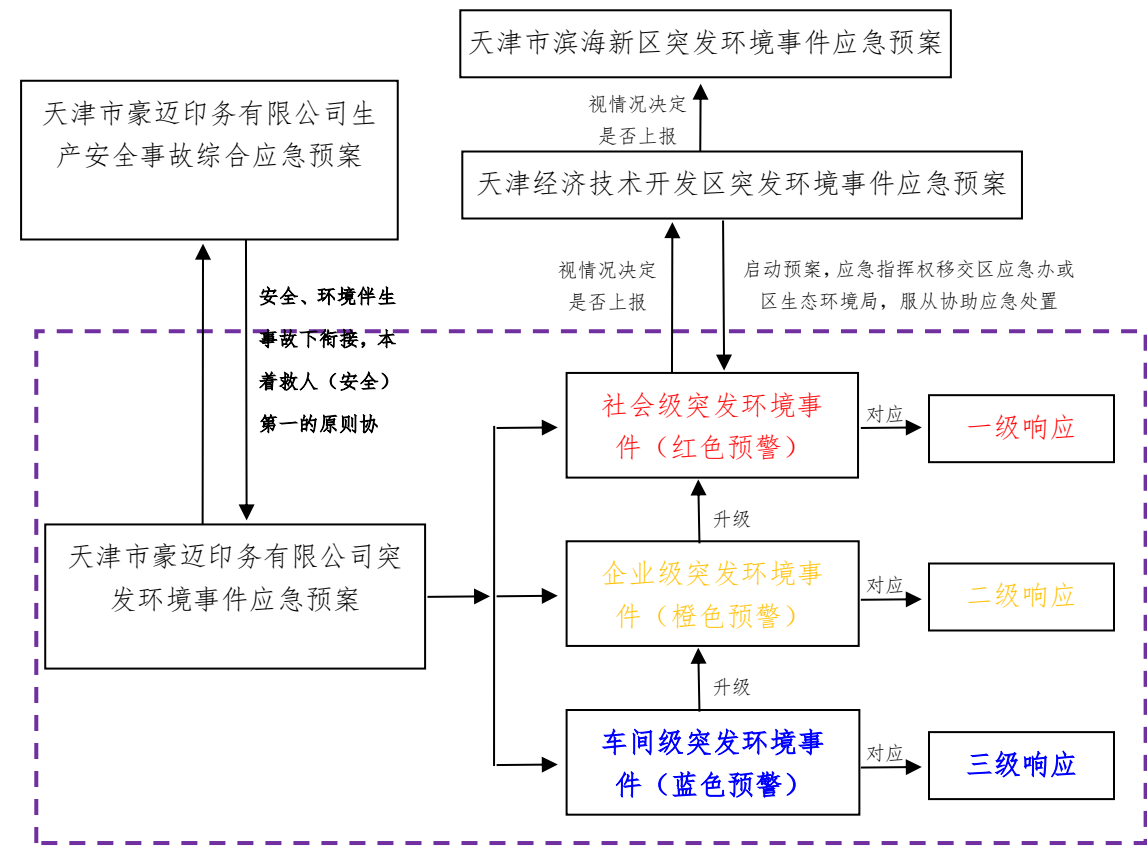 天津市滨海新区突发环境事件应急预案
视情况决定
是否上报
天津市豪迈印务有限公司生
产安全事故综合应急预案
天津经济技术开发区突发环境事件应急预案
视情况决定
是否上报
启动预案，应急指挥权移交区应急办或
区生态环境局，服从协助应急处置
安全、环境伴生
事故下衔接，本
着救人（安全）
第一的原则协
社会级突发环境事
件（红色预警）
对应
一级响应
升级
天津市豪迈印务有限公司突
发环境事件应急预案
企业级突发环境事
件（橙色预警）
对应
二级响应
升级
车间级突发环境事
件（蓝色预警）
对应
三级响应